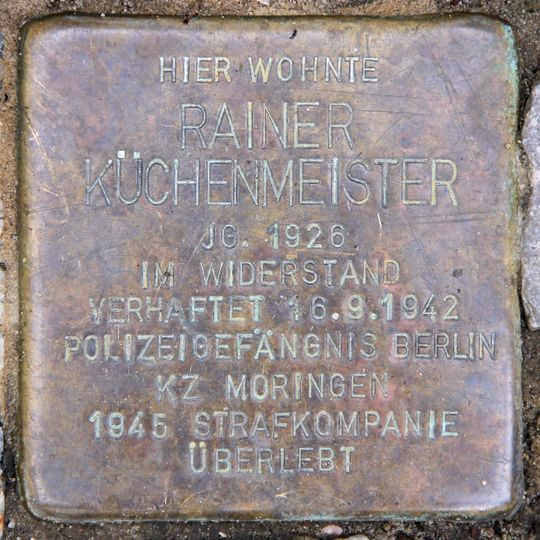 HIER WOHNTE
RAINER
KÜCHENMEISTER
JG. 1926
IM WIDERSTAND
VERHAFTET 16.9.1942
POLIZEIGEFÄNGNIS BERLIN
KZ MORINGEN
1945 STRAFKOMPANIE
ÜBERLEBT